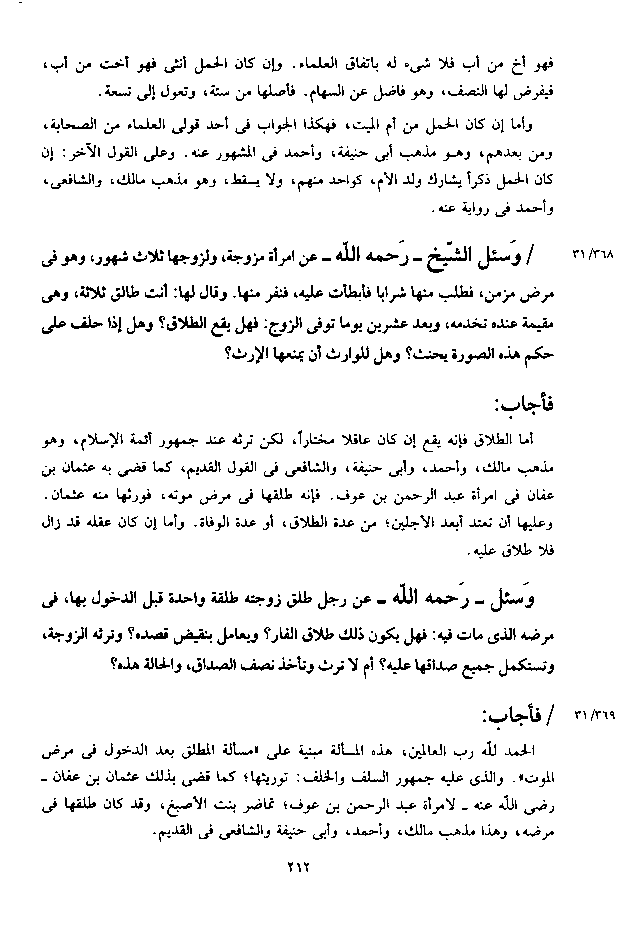 فهو أخ من أب فلا شىء له باتفاق العلماء. وإن كان الحمل أنثى فهو أخت من أب،
فيفرض لها النصف، وهو فاضل عن السهام. فأصلها من ستة، وتعول إلى تسعة.
وأما إن كان الحمل من أم الميت، فهكذا الجواب فى أحد قولى العلماء من الصحابة،
ومن بعدهم، وهو مذهب أبى حنيفة، وأحمد فى المشهور عنه. وعلى القول الآخر: إن
كان الحمل ذكراً يشارك ولد الأم، كواحد منهم، ولا يسقط، وهو مذهب مالك، والشافعى،
وأحمد فى رواية عنه.
٣١/٣٦٨ / وَسئل الشيّخ ـ رَحمه اللّه ـ عن امرأة مزوجة، ولزوجها ثلاث شهور، وهو فى
مرض مزمن، فطلب منها شرابا فأبطأت عليه، فنفر منها. وقال لها: أنت طالق ثلاثة، وهى
مقيمة عنده تخدمه، وبعد عشرين يوما توفى الزوج: فهل يقع الطلاق؟ وهل إذا حلف على
حكم هذه الصورة يحنث؟ وهل للوارث أن يمنعها الإرث؟
فأجاب:
أما الطلاق فإنه يقع إن كان عاقلا مختاراً، لكن ترثه عند جمهور أئمة الإسلام، وهو
مذهب مالك، وأحمد، وأبى حنيفة، والشافعى فى القول القديم، كما قضى به عثمان بن
عفان فى امرأة عبد الرحمن بن عوف. فإنه طلقها فى مرض موته، فورثها منه عثمان.
وعليها أن تعتد أبعد الأجلين؛ من عدة الطلاق، أو عدة الوفاة. وأما إن كان عقله قد زال
فلا طلاق عليه.
وَسئل ـ رَحمه اللّه ـ عن رجل طلق زوجته طلقة واحدة قبل الدخول بها، فى
مرضه الذى مات فيه: فهل يكون ذلك طلاق الفار؟ ويعامل بنقيض قصده؟ وترثه الزوجة،
وتستكمل جميع صداقها عليه؟ أم لا ترث وتأخذ نصف الصداق، والحالة هذه؟
٣١/٣٦٩ / فأجاب:
الحمد للّه رب العالمين، هذه المسألة مبنية على «مسألة المطلق بعد الدخول فى مرض
الموت». والذى عليه جمهور السلف والخلف: توريثها؛ كما قضى بذلك عثمان بن عفان ـ
رضى اللّه عنه ـ لامرأة عبد الرحمن بن عوف؛ تماضر بنت الأصبغ، وقد كان طلقها فى
مرضه، وهذا مذهب مالك، وأحمد، وأبى حنيفة والشافعى فى القديم.
٢١٢